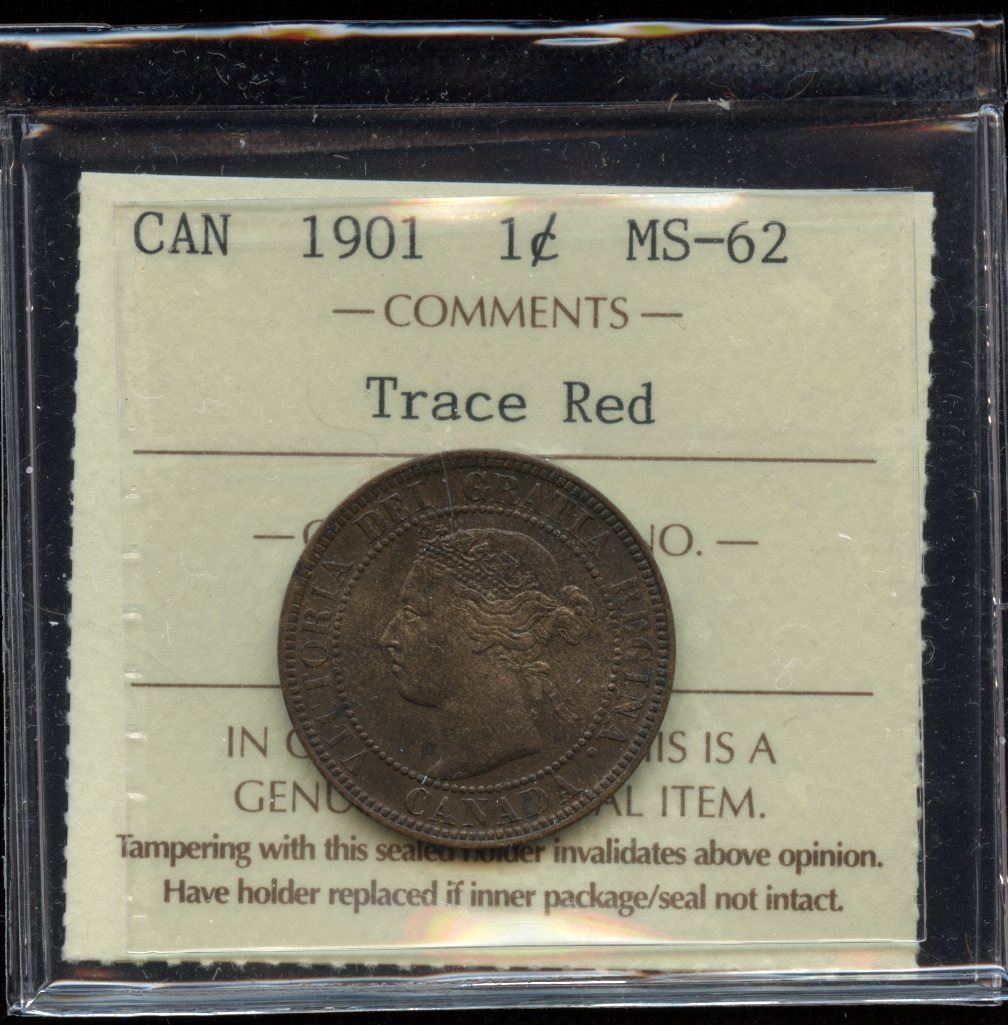 CAN 1901 1¢ MS-62
— COMMENTS —
Trace Red
VICTORIA DEI GRATIA REGINA.
CANADA
— NO. —
IN IS IS A
GENU AL ITEM.
Tampering with this sealed holder invalidates above opinion.
Have holder replaced if inner package/seal not intact.